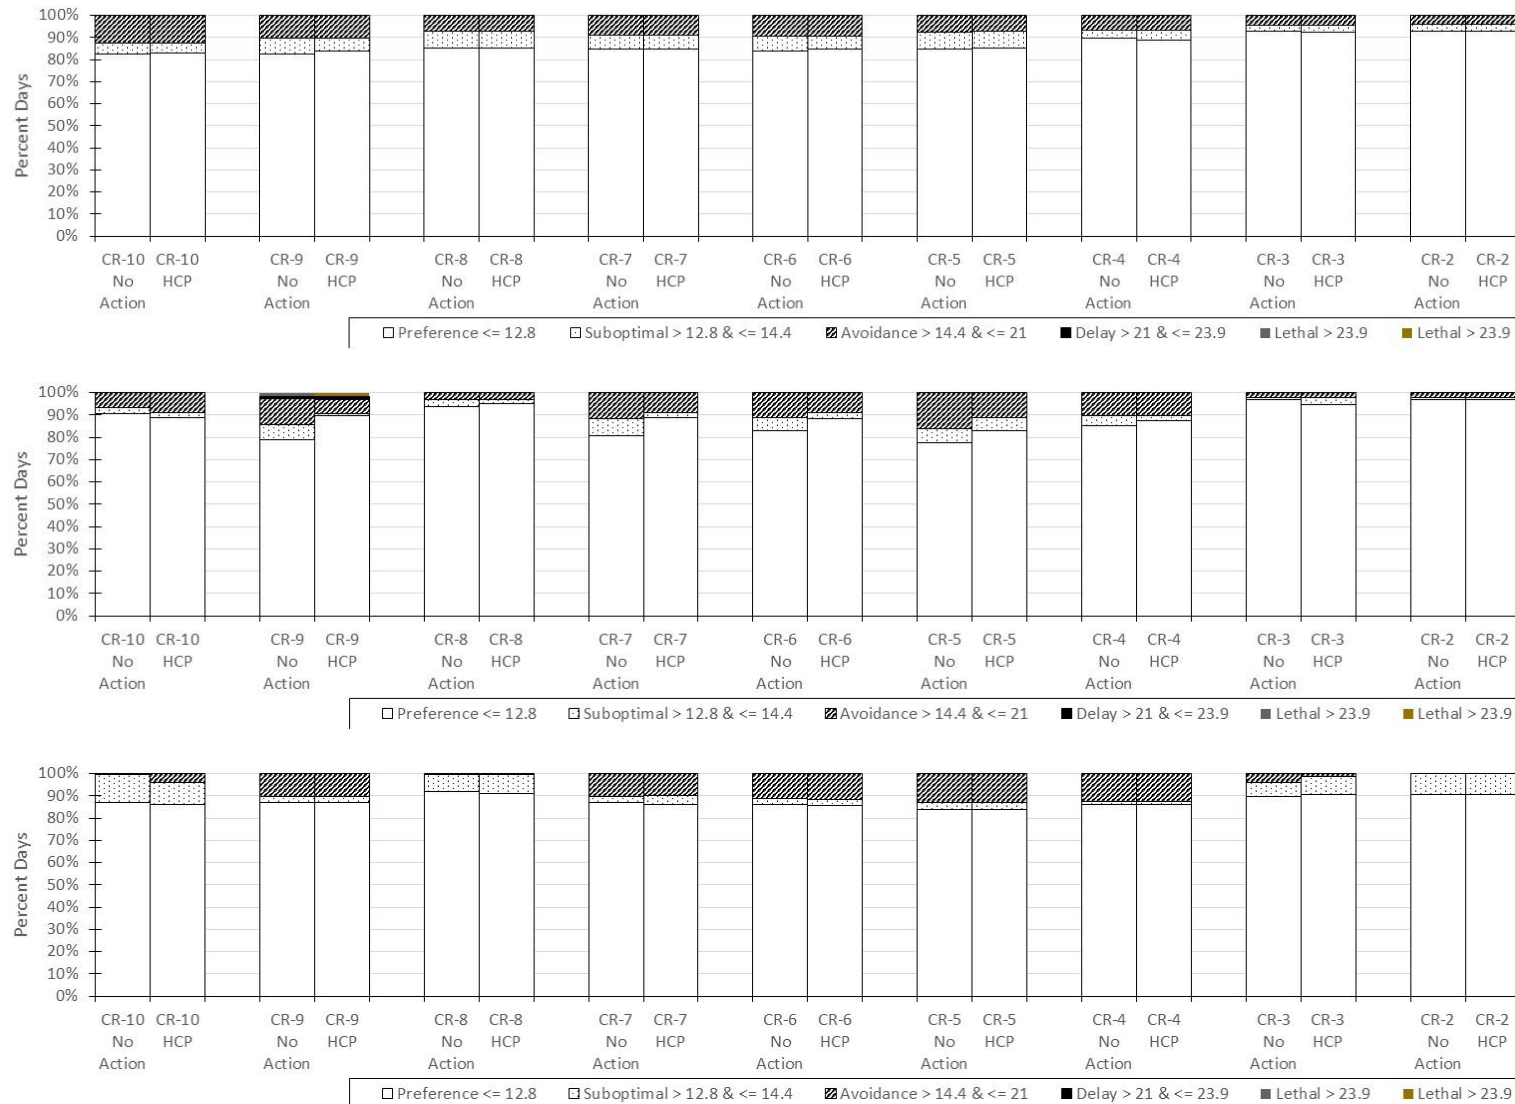 Percent Days
100%
90%
80%
70%
60%
50%
40%
30%
20%
10%
0%
CR-10 CR-10 CR-9 CR-9 CR-8 CR-8 CR-7 CR-7 CR-6 CR-6 CR-5 CR-5 CR-4 CR-4 CR-3 CR-3 CR-2 CR-2
No HCP No HCP No HCP No HCP No HCP No HCP No HCP No HCP No HCP
Action Action Action Action Action Action Action Action Action
Preference <= 12.8 Suboptimal > 12.8 & <= 14.4 Avoidance > 14.4 & <= 21 Delay > 21 & <= 23.9 Lethal > 23.9 Lethal > 23.9
Percent Days
100%
90%
80%
70%
60%
50%
40%
30%
20%
10%
0%
CR-10 CR-10 CR-9 CR-9 CR-8 CR-8 CR-7 CR-7 CR-6 CR-6 CR-5 CR-5 CR-4 CR-4 CR-3 CR-3 CR-2 CR-2
No HCP No HCP No HCP No HCP No HCP No HCP No HCP No HCP No HCP
Action Action Action Action Action Action Action Action Action
Preference <= 12.8 Suboptimal > 12.8 & <= 14.4 Avoidance > 14.4 & <= 21 Delay > 21 & <= 23.9 Lethal > 23.9 Lethal > 23.9
Percent Days
100%
90%
80%
70%
60%
50%
40%
30%
20%
10%
0%
CR-10 CR-10 CR-9 CR-9 CR-8 CR-8 CR-7 CR-7 CR-6 CR-6 CR-5 CR-5 CR-4 CR-4 CR-3 CR-3 CR-2 CR-2
No HCP No HCP No HCP No HCP No HCP No HCP No HCP No HCP No HCP
Action Action Action Action Action Action Action Action Action
Preference <= 12.8 Suboptimal > 12.8 & <= 14.4 Avoidance > 14.4 & <= 21 Delay > 21 & <= 23.9 Lethal > 23.9 Lethal > 23.9